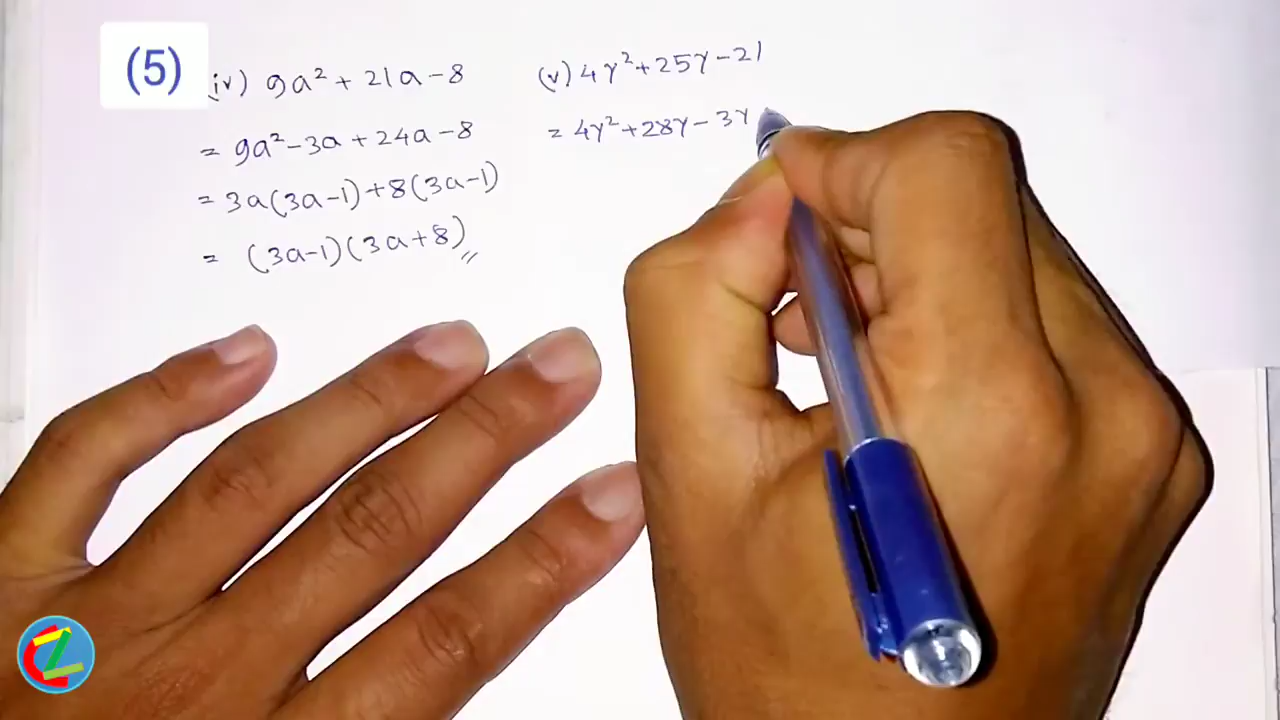 (5)
(iv) 9a² + 21a - 8
= 9a² - 3a + 24a - 8
= 3a(3a-1) + 8(3a-1)
= (3a-1)(3a+8)
(v) 4y² + 25y - 21
= 4y² + 28y - 3y